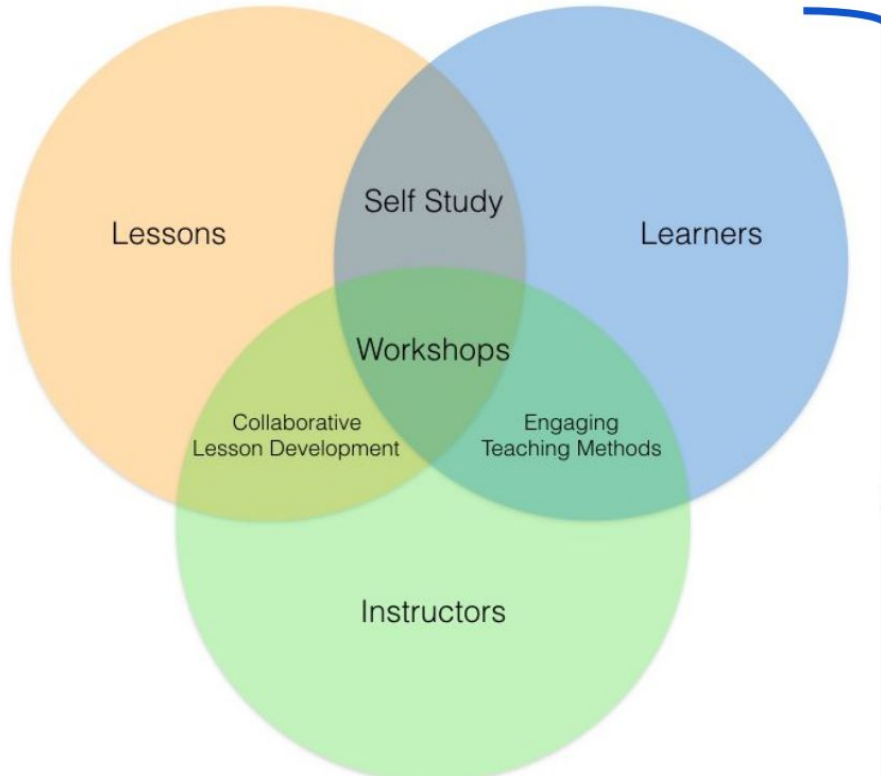 Self Study
Lessons
Learners
Workshops
Collaborative
Lesson Development
Engaging
Teaching Methods
Instructors